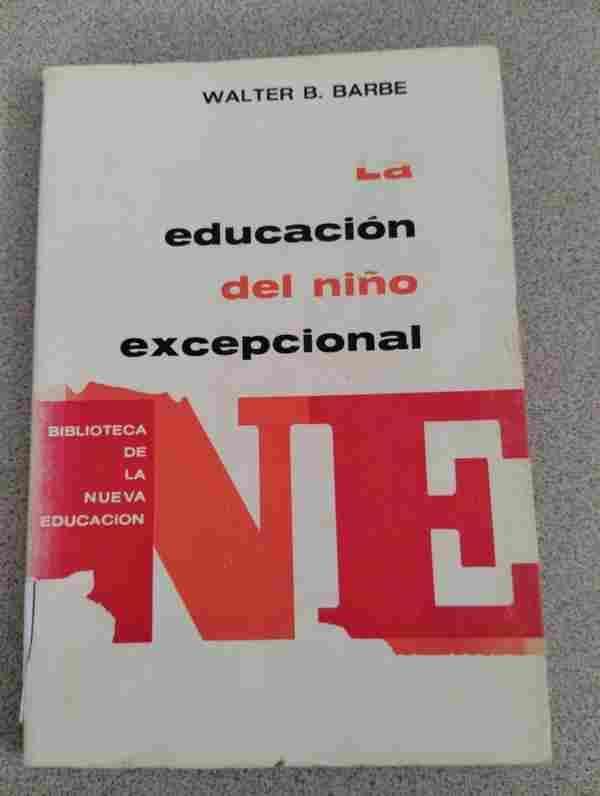 WALTER B. BARBE
La
educación
del niño
excepcional
BIBLIOTECA
DE
LA
NUEVA
EDUCACION
NE